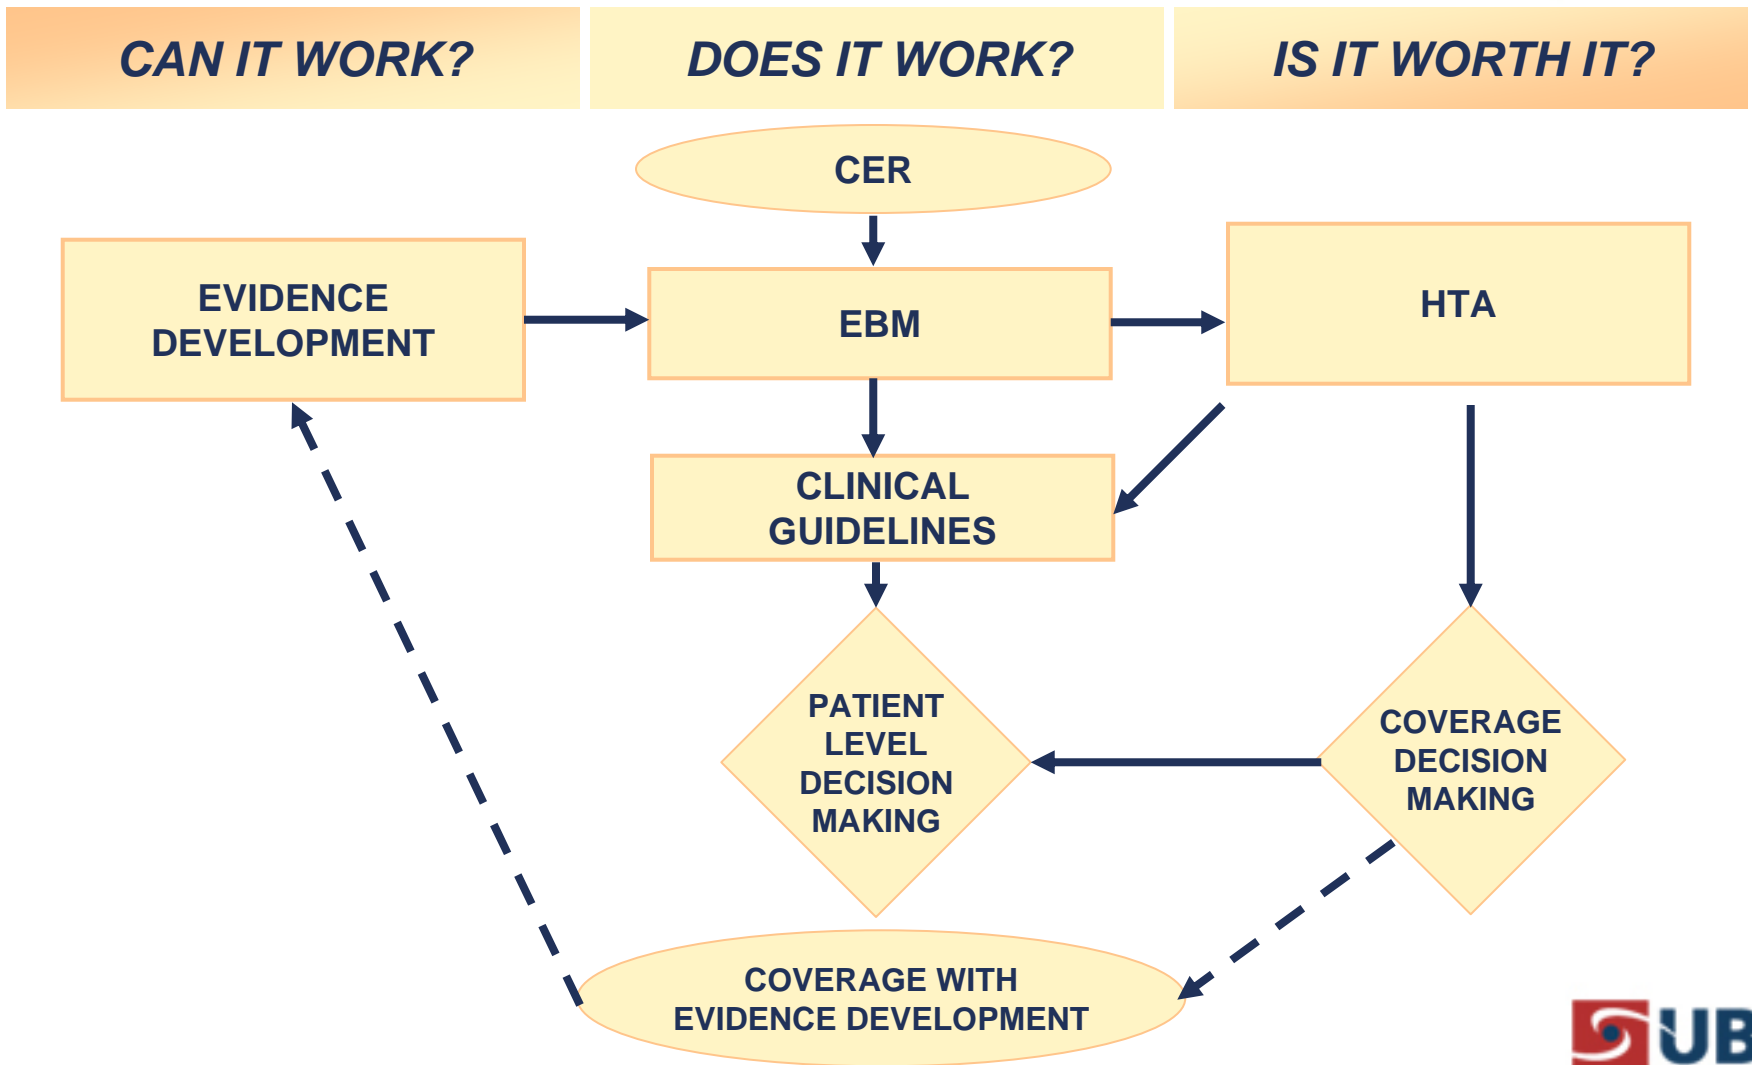 CAN IT WORK?
DOES IT WORK?
IS IT WORTH IT?
CER
EVIDENCE
DEVELOPMENT
EBM
HTA
CLINICAL
GUIDELINES
PATIENT
LEVEL
DECISION
MAKING
COVERAGE
DECISION
MAKING
COVERAGE WITH
EVIDENCE DEVELOPMENT
UB